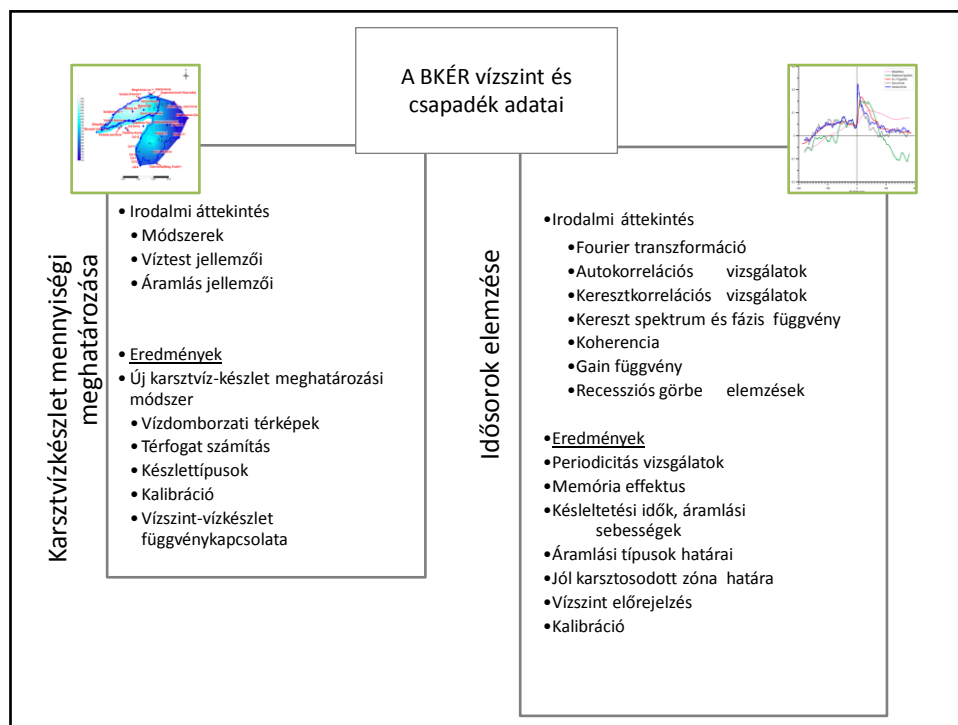 A BKÉR vízszint és
csapadék adatai
Karsztvízkészlet mennyiségi
meghatározása
•Irodalmi áttekintés
•Módszerek
•Víztest jellemzői
•Áramlás jellemzői
•Eredmények
•Új karsztvíz-készlet meghatározási
módszer
•Vízdomborzati térképek
•Térfogat számítás
•Készlettípusok
•Kalibráció
•Vízszint-vízkészlet
függvénykapcsolata
Idősorok elemzése
•Irodalmi áttekintés
•Fourier transzformáció
•Autokorrelációs vizsgálatok
•Keresztkorrelációs vizsgálatok
•Kereszt spektrum és fázis függvény
•Koherencia
•Gain függvény
•Recessziós görbe elemzések
•Eredmények
•Periodicitás vizsgálatok
•Memória effektus
•Késleltetési idők, áramlási
sebességek
•Áramlási típusok határai
•Jól karsztosodott zóna határa
•Vízszint előrejelzés
•Kalibráció